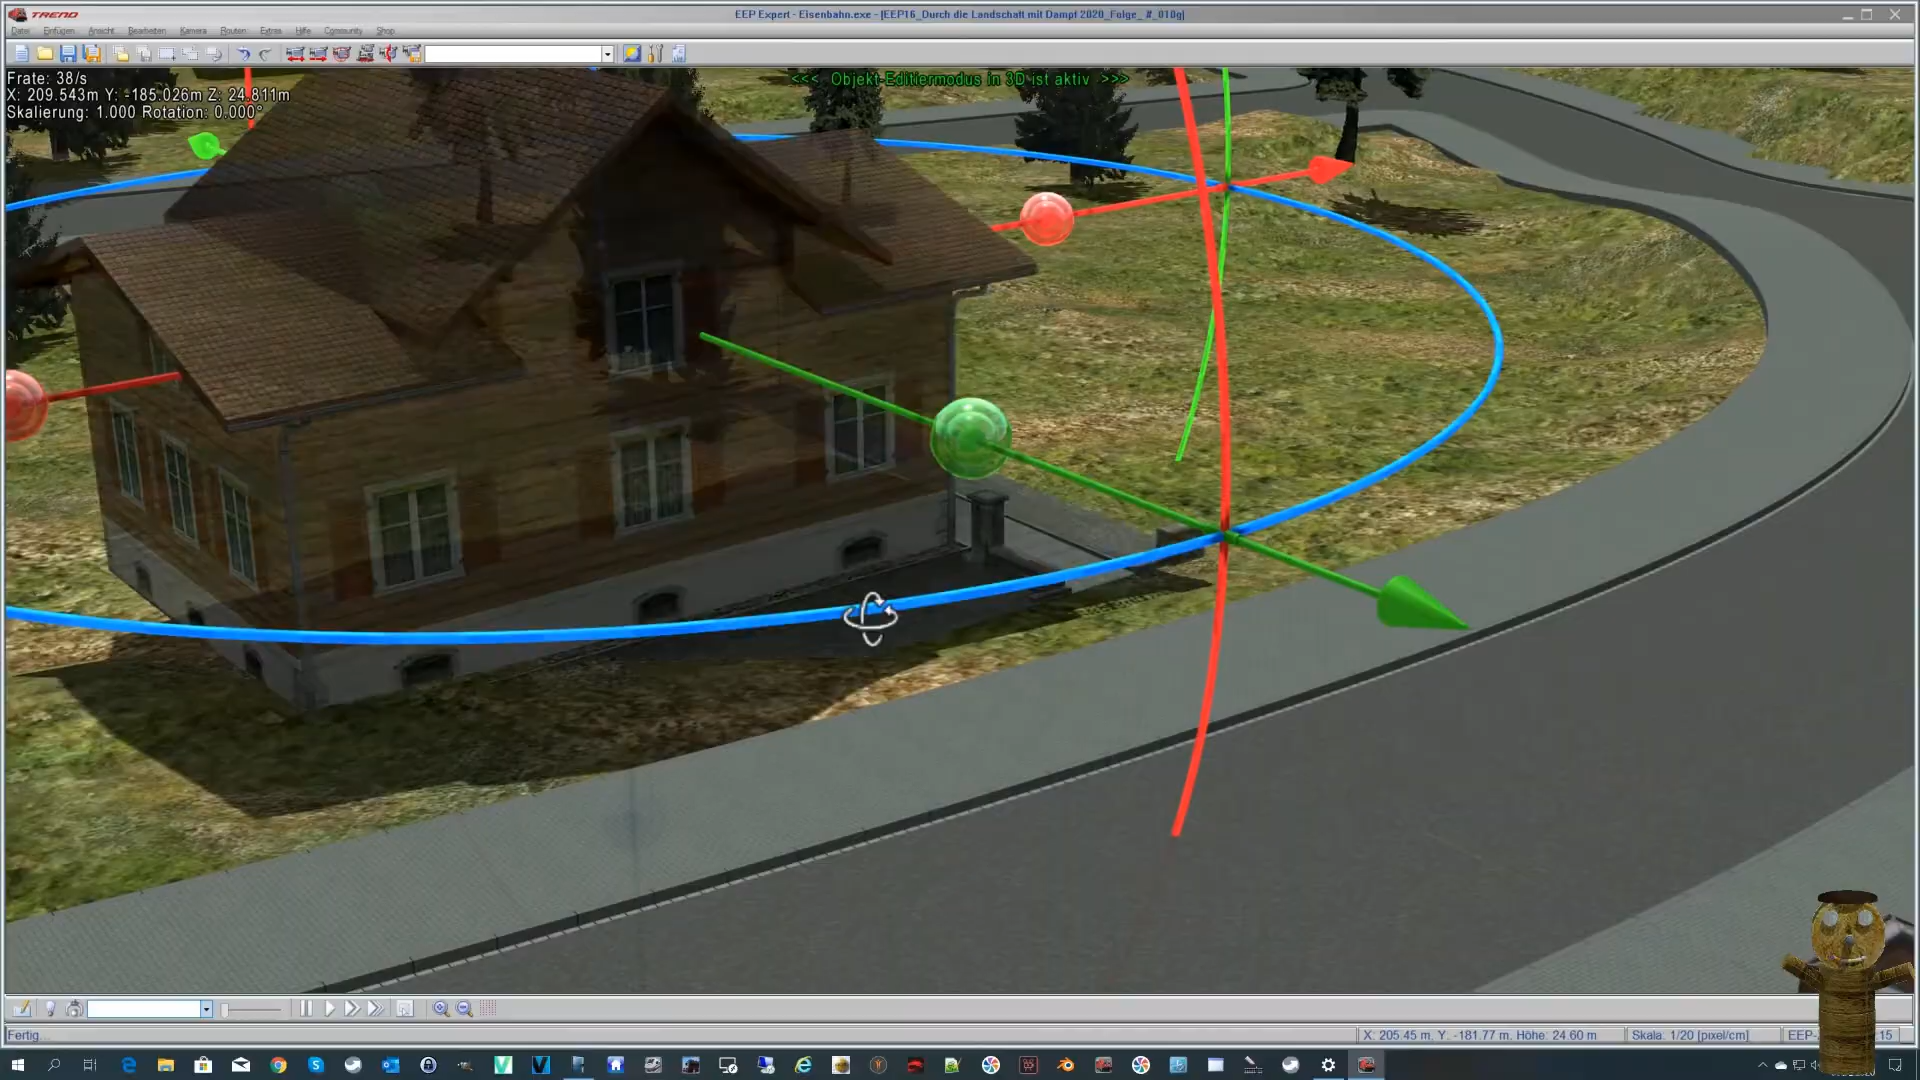 TREND
EEP Expert - Eisenbahn.exe - [EEP16_Durch die Landschaft mit Dampf 2020_Folge_ #_010g]
Datei Einfügen Ansicht Bearbeiten Kamera Routen Extras Hilfe Community Shop
Frate: 38/s
<<< Objekt-Editiermodus in 3D ist aktiv >>>
X: 209.543m Y: -185.026m Z: 24.811m
Skalierung: 1.000 Rotation: 0.000°
Fertig...
X: 205.45 m. Y. -181.77 m. Höhe: 24.60 m
Skala: 1/20 [pixel/cm]
EEP-
15